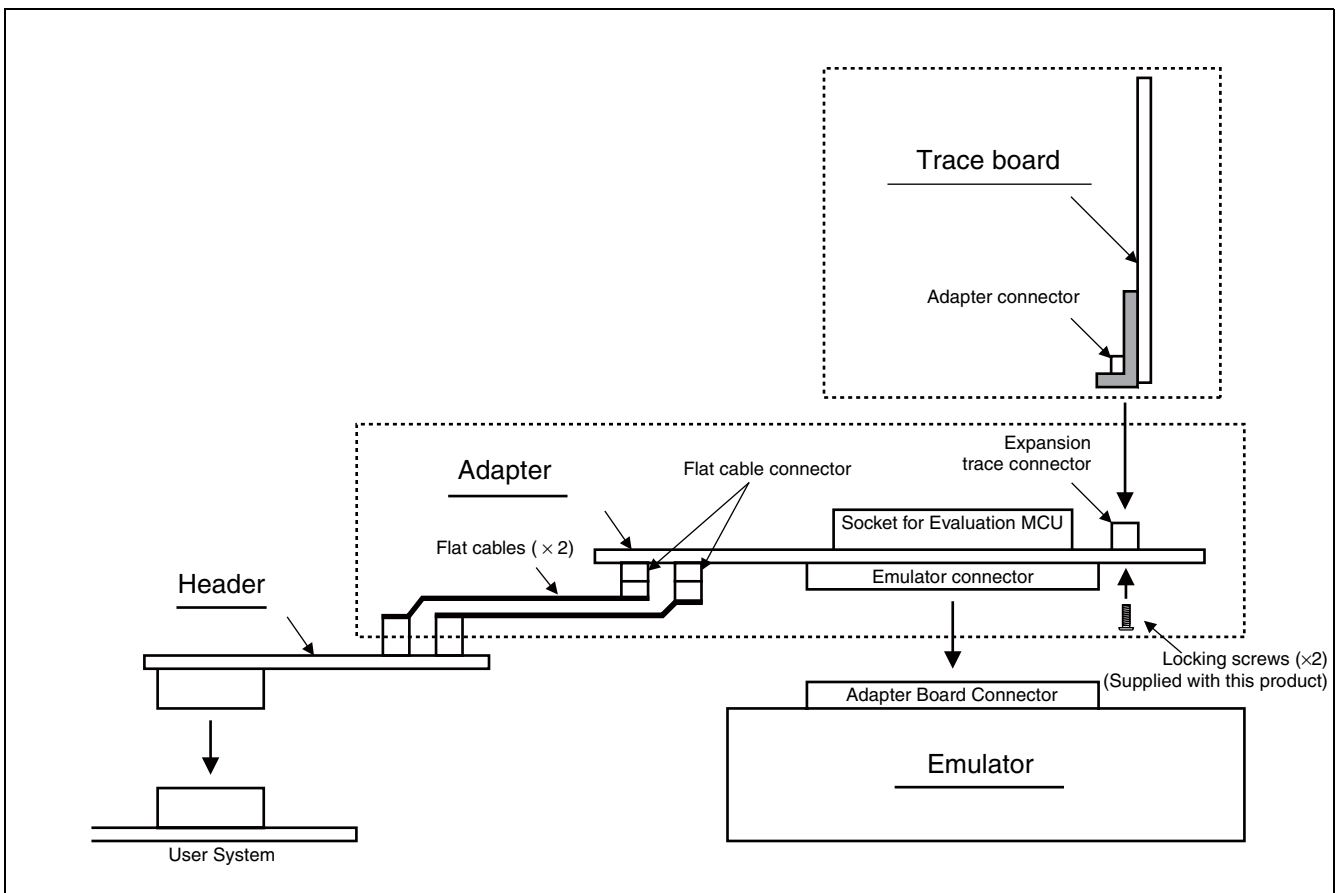 Trace board
Adapter connector
Expansion
trace connector
Adapter
Flat cable connector
Socket for Evaluation MCU
Flat cables ( × 2)
Emulator connector
Header
Locking screws (×2)
(Supplied with this product)
Adapter Board Connector
Emulator
User System